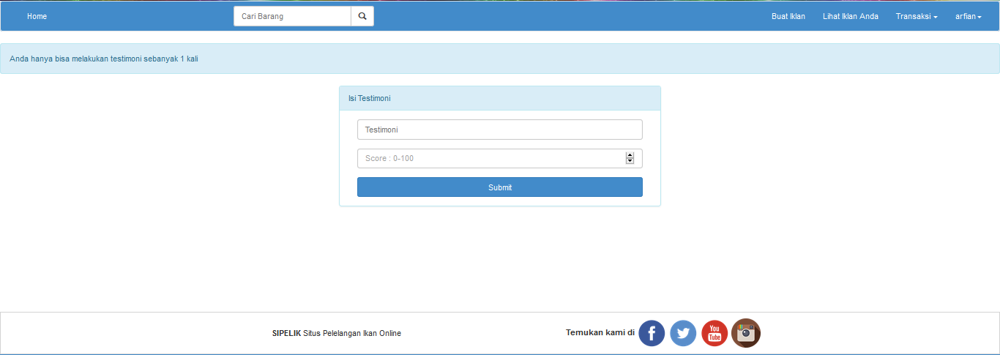 Home Cari Barang Buat Iklan Lihat Iklan Anda Transaksi arfian
Anda hanya bisa melakukan testimoni sebanyak 1 kali
Isi Testimoni
Testimoni
Score : 0-100
Submit
SIPELIK Situs Pelelangan Ikan Online Temukan kami di f You Tube